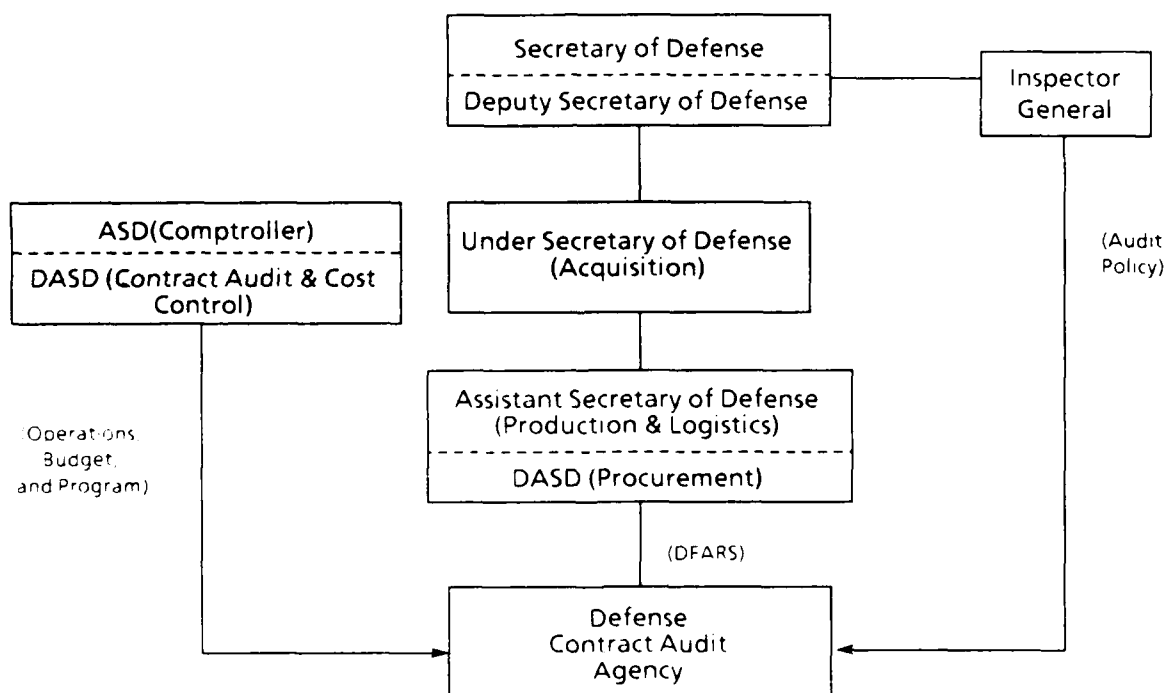 Secretary of Defense
Deputy Secretary of Defense
Inspector
General
ASD(Comptroller)
DASD (Contract Audit & Cost
Control)
Under Secretary of Defense
(Acquisition)
(Audit
Policy)
Assistant Secretary of Defense
(Production & Logistics)
DASD (Procurement)
(Operations,
Budget,
and Program)
(DFARS)
Defense
Contract Audit
Agency